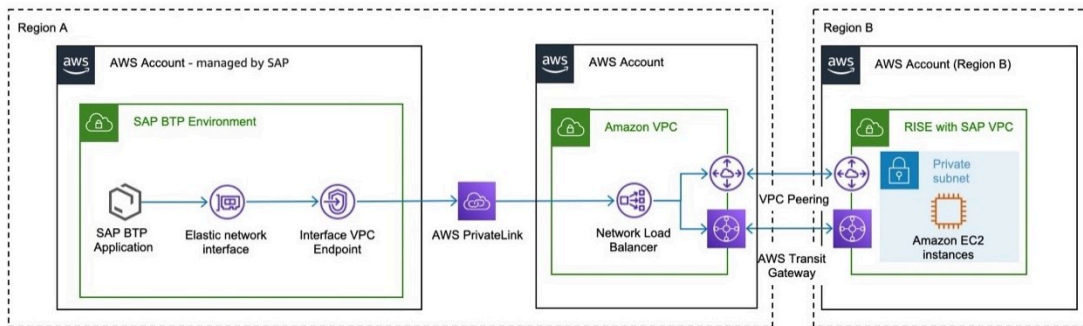 Region A
Region B
aws
AWS Account - managed by SAP
aws
AWS Account
aws
AWS Account (Region B)
SAP BTP Environment
Amazon VPC
RISE with SAP VPC
Private
subnet
SAP BTP
Application
Elastic network
interface
Interface VPC
Endpoint
AWS PrivateLink
Network Load
Balancer
VPC Peering
AWS Transit
Gateway
Amazon EC2
instances